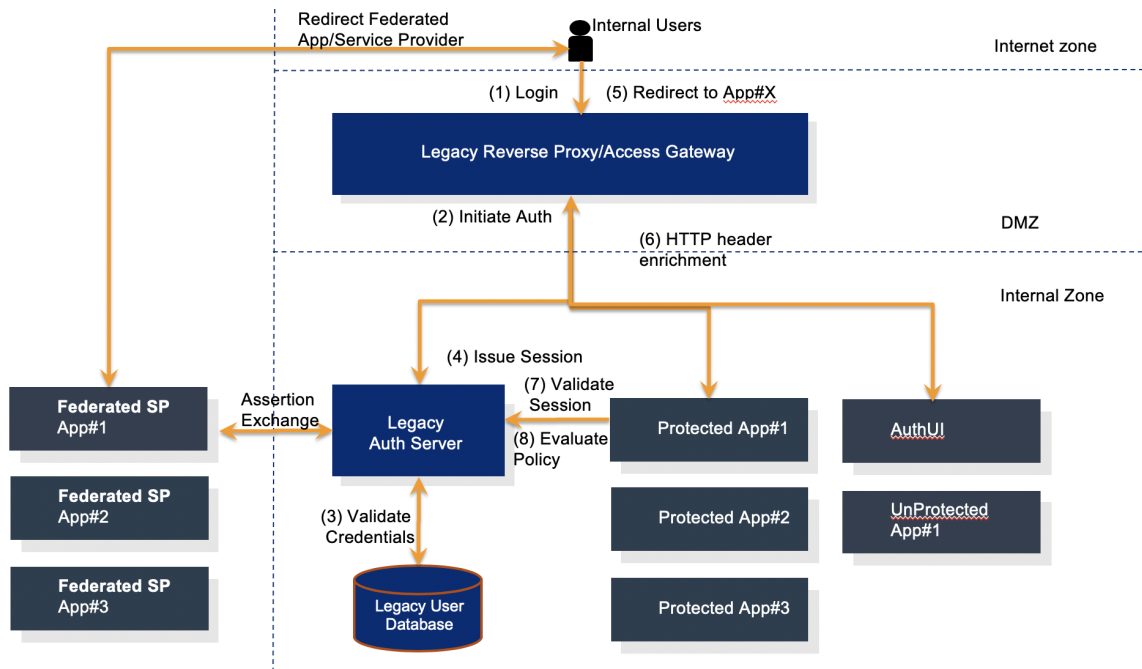 Redirect Federated
App/Service Provider
Internal Users
Internet zone
(1) Login
(5) Redirect to App#X
Legacy Reverse Proxy/Access Gateway
(2) Initiate Auth
DMZ
(6) HTTP header
enrichment
Internal Zone
(4) Issue Session
Federated SP
App#1
Assertion
Exchange
Legacy
Auth Server
(7) Validate
Session
(8) Evaluate
Policy
Protected App#1
AuthUI
Federated SP
App#2
(3) Validate
Credentials
Protected App#2
UnProtected
App#1
Federated SP
App#3
Legacy User
Database
Protected App#3